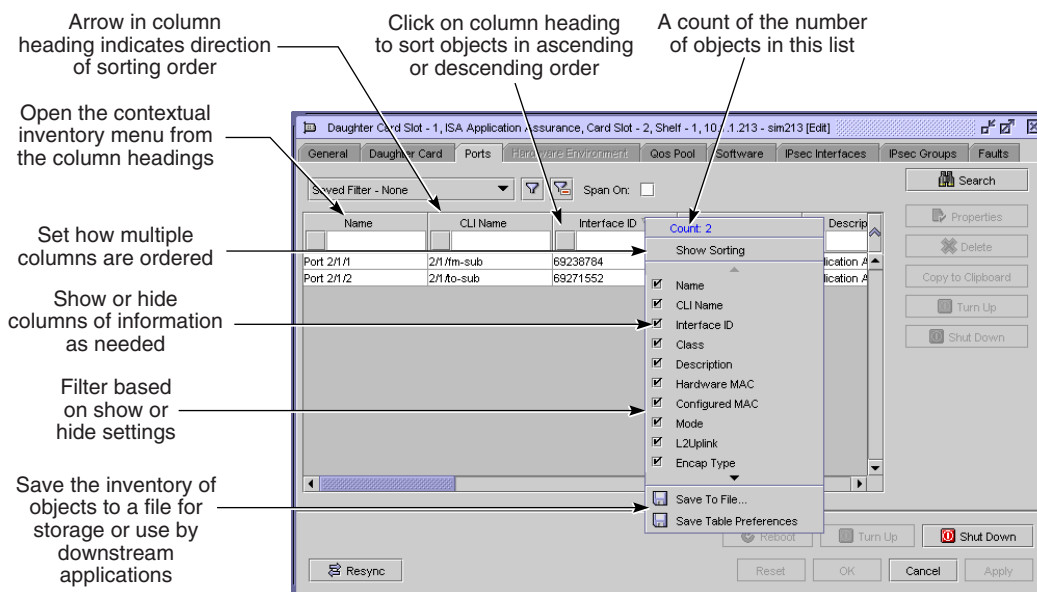 Arrow in column
heading indicates direction
of sorting order
Click on column heading
to sort objects in ascending
or descending order
A count of the number
of objects in this list
Open the contextual
inventory menu from
the column headings
Set how multiple
columns are ordered
Show or hide
columns of information
as needed
Filter based
on show or
hide settings
Save the inventory of
objects to a file for
storage or use by
downstream
applications
Daughter Card Slot - 1, ISA Application Assurance, Card Slot - 2, Shelf - 1, 10. .1.213 - sim213 [Edit]
General Daughter Card Ports Hardware Environment Qos Pool Software IPsec Interfaces IPsec Groups Faults
Saved Filter - None Span On:
Name CLI Name Interface ID Descrip
Port 2/1/1 2/1/fm-sub 69238784 lication A
Port 2/1/2 2/1/to-sub 69271552 lication A
Count: 2
Show Sorting
Name
CLI Name
Interface ID
Class
Description
Hardware MAC
Configured MAC
Mode
L2Uplink
Encap Type
Save To File...
Save Table Preferences
Search
Properties
Delete
Copy to Clipboard
Turn Up
Shut Down
Reboot Turn Up Shut Down
Resync Reset OK Cancel Apply